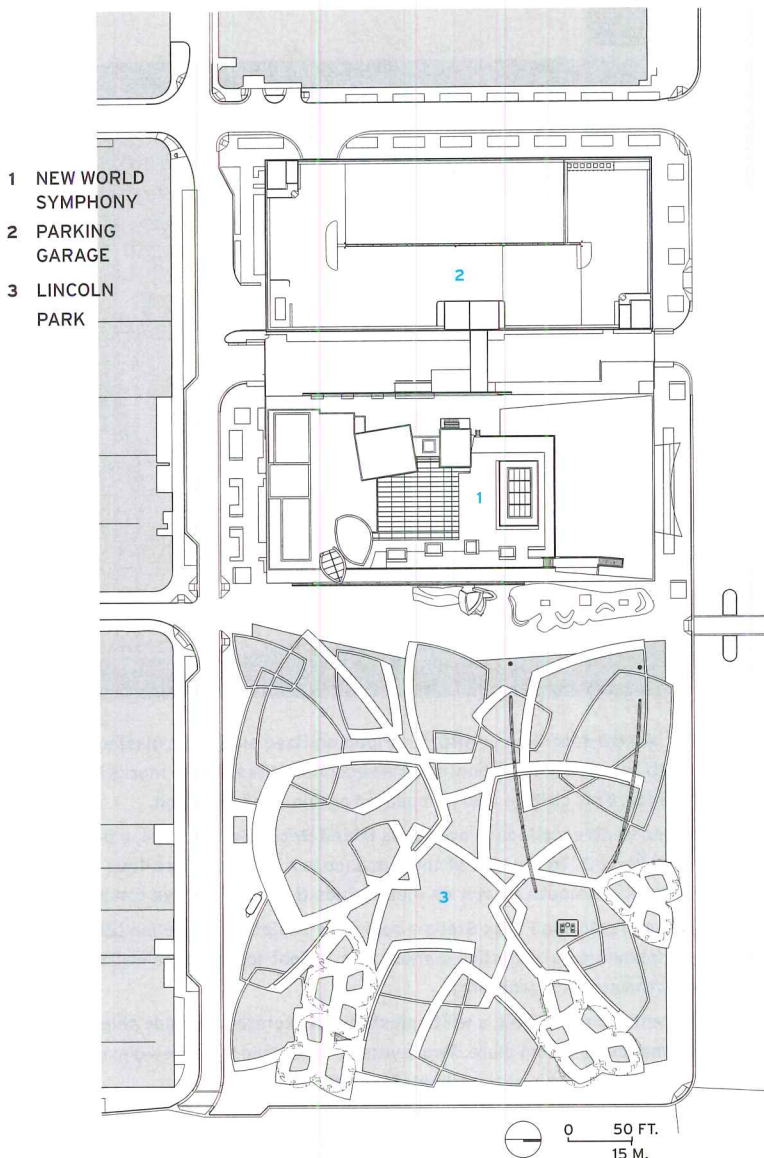 1 NEW WORLD
SYMPHONY
2 PARKING
GARAGE
3 LINCOLN
PARK
2
1
3
0 50 FT.
15 M.